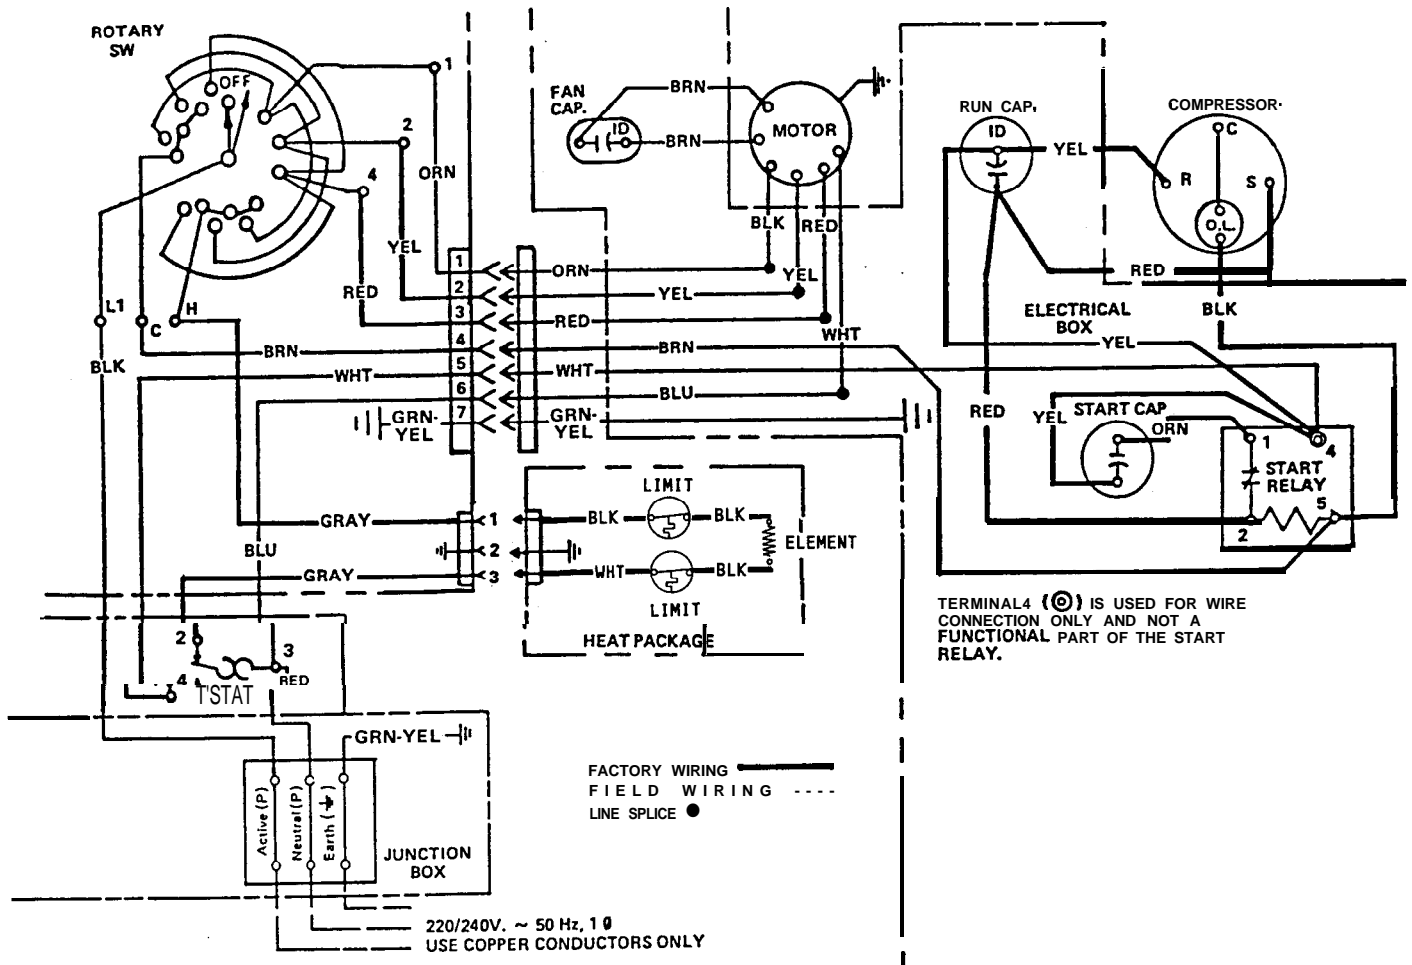 ROTARY
SW
OFF
1
2
4
ORN
YEL
RED
L1
C
H
BLK
BRN
WHT
GRN-
YEL
1
2
3
4
5
6
7
ORN
YEL
RED
BRN
WHT
BLU
GRN-
YEL
FAN
CAP.
ID
BRN
BRN
MOTOR
BLK
YEL
RED
WHT
RUN CAP.
ID
YEL
COMPRESSOR
C
R
S
O.L.
RED
BLK
ELECTRICAL
BOX
YEL
RED
YEL
START CAP
ORN
1
4
START
RELAY
5
2
GRAY
BLU
GRAY
1
2
3
LIMIT
BLK
BLK
ELEMENT
WHT
BLK
LIMIT
HEAT PACKAGE
TERMINAL4 (◎) IS USED FOR WIRE
CONNECTION ONLY AND NOT A
FUNCTIONAL PART OF THE START
RELAY.
2
3
RED
4
T'STAT
GRN-YEL
Active (P)
Neutral (P)
Earth ( )
JUNCTION
BOX
FACTORY WIRING
FIELD WIRING ----
LINE SPLICE ●
220/240V. ~ 50 Hz, 1 0
USE COPPER CONDUCTORS ONLY